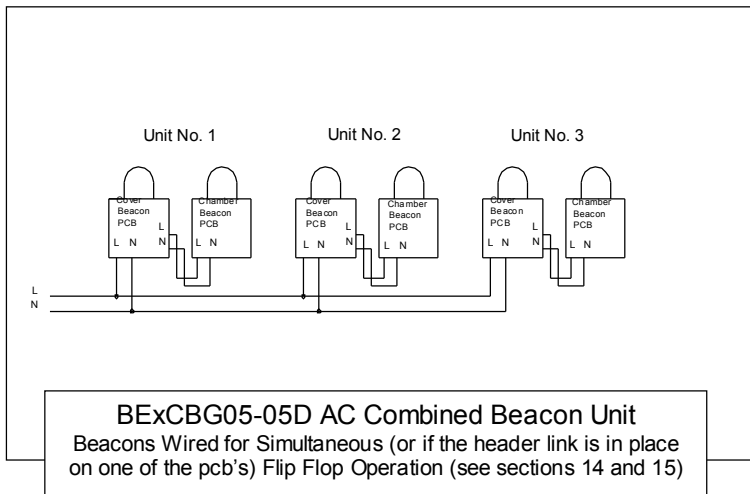 Unit No. 1
Unit No. 2
Unit No. 3
Cover
Beacon
PCB
L
N
L N
Chamber
Beacon
PCB
L N
Cover
Beacon
PCB
L
N
L N
Chamber
Beacon
PCB
L N
Cover
Beacon
PCB
L
N
L N
Chamber
Beacon
PCB
L N
L
N
BExCBG05-05D AC Combined Beacon Unit
Beacons Wired for Simultaneous (or if the header link is in place
on one of the pcb's) Flip Flop Operation (see sections 14 and 15)